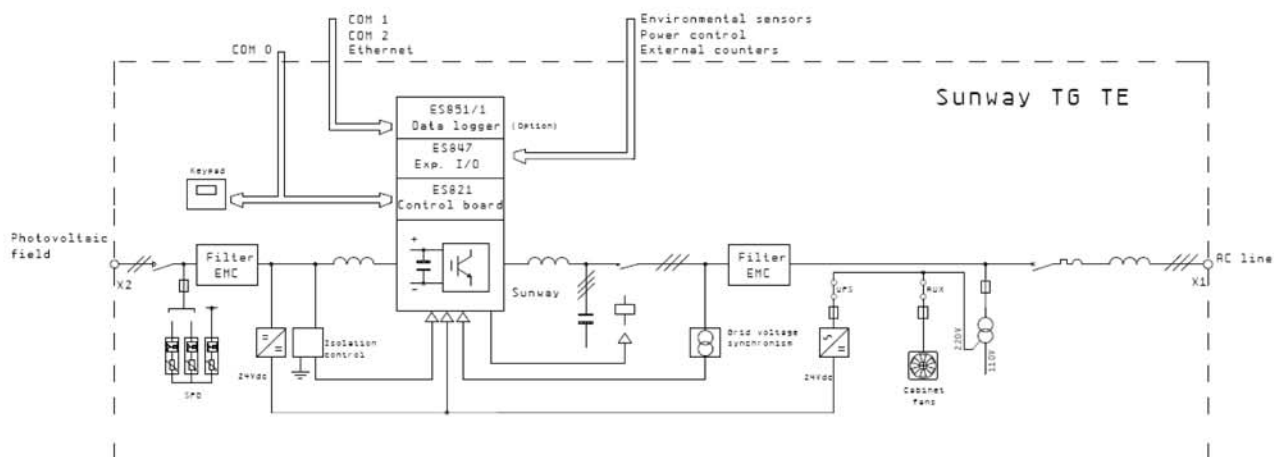 COM 1
COM 2
Ethernet
COM 0
Environmental sensors
Power control
External counters
Sunway TG TE
ES851/1
Data logger (Option)
ES847
Exp. I/O
ES821
Control board
Keypad
Photovoltaic
field
X2
Filter
EMC
+
-
Sunway
Filter
EMC
AC line
X1
UPS
AUX
Isolation
control
Grid voltage
synchronism
220V
110V
24Vdc
24Vdc
Cabinet
fans
SPD